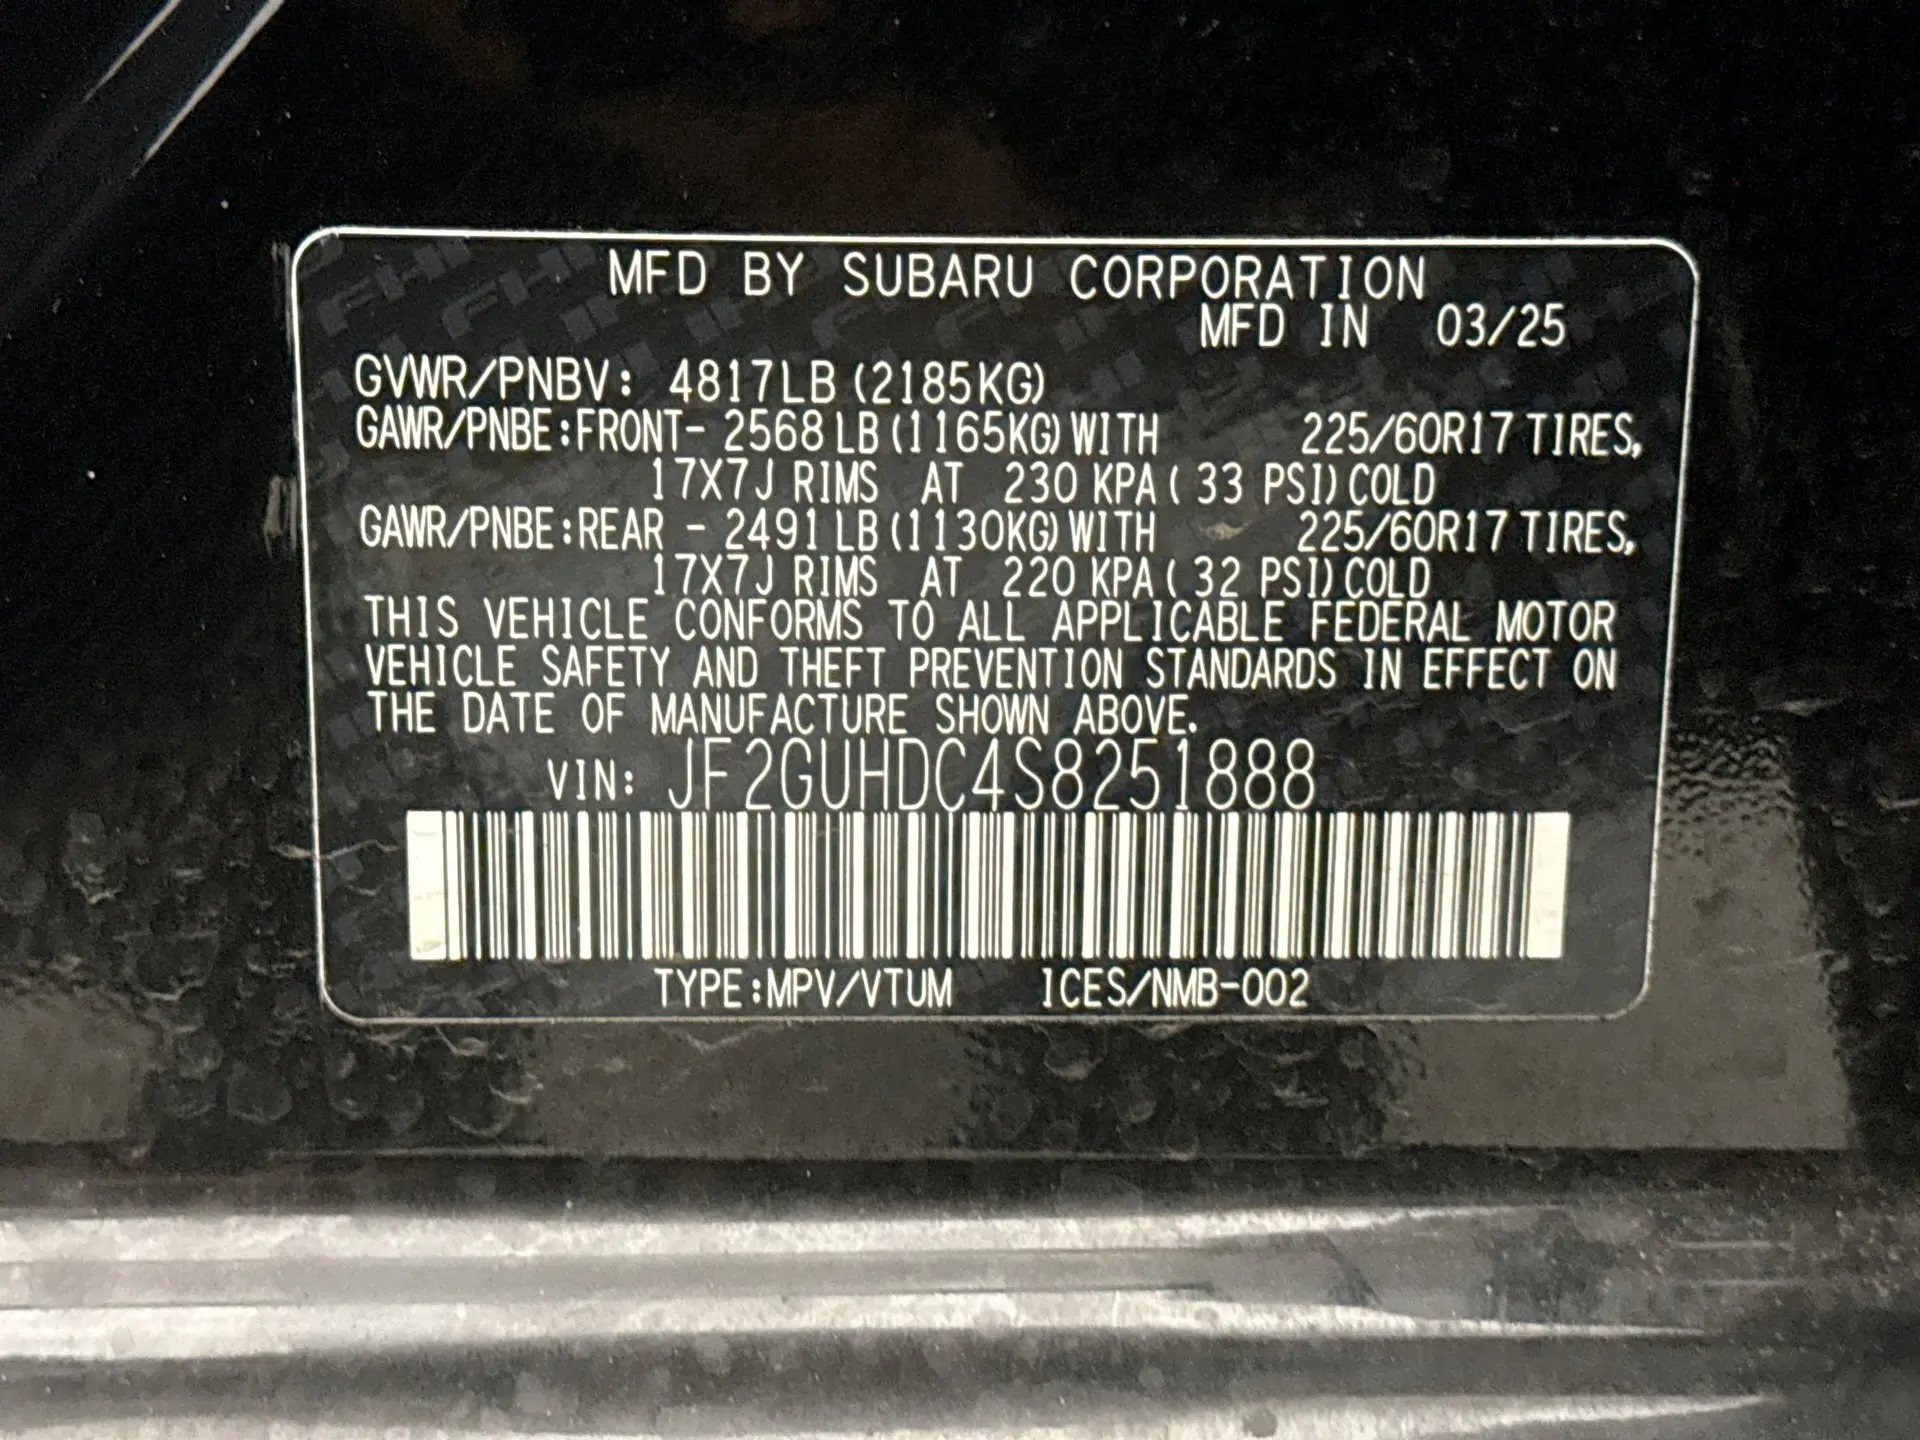 MFD BY SUBARU CORPORATION
MFD IN 03/25
GVWR/PNBV: 4817LB (2185KG)
GAWR/PNBE:FRONT- 2568 LB (1165KG) WITH 225/60R17 TIRES,
17X7J RIMS AT 230 KPA ( 33 PSI) COLD
GAWR/PNBE:REAR - 2491 LB (1130KG) WITH 225/60R17 TIRES,
17X7J RIMS AT 220 KPA ( 32 PSI) COLD
THIS VEHICLE CONFORMS TO ALL APPLICABLE FEDERAL MOTOR
VEHICLE SAFETY AND THEFT PREVENTION STANDARDS IN EFFECT ON
THE DATE OF MANUFACTURE SHOWN ABOVE.
VIN: JF2GUHDC4S8251888
TYPE:MPV/VTUM ICES/NMB-002